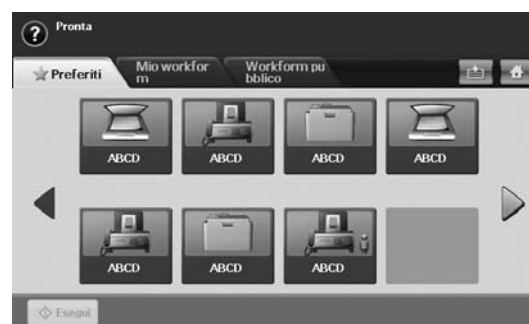 Pronta
Preferiti
Mio workfor
m
Workform pu
bblico
ABCD
ABCD
ABCD
ABCD
ABCD
ABCD
ABCD
Esegui